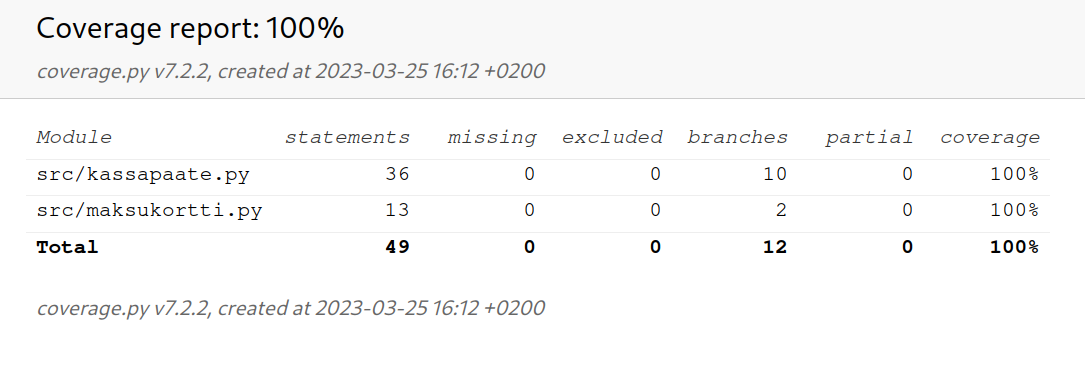 Coverage report: 100%
coverage.py v7.2.2, created at 2023-03-25 16:12 +0200
Module statements missing excluded branches partial coverage
src/kassapaate.py 36 0 0 10 0 100%
src/maksukortti.py 13 0 0 2 0 100%
Total 49 0 0 12 0 100%
coverage.py v7.2.2, created at 2023-03-25 16:12 +0200